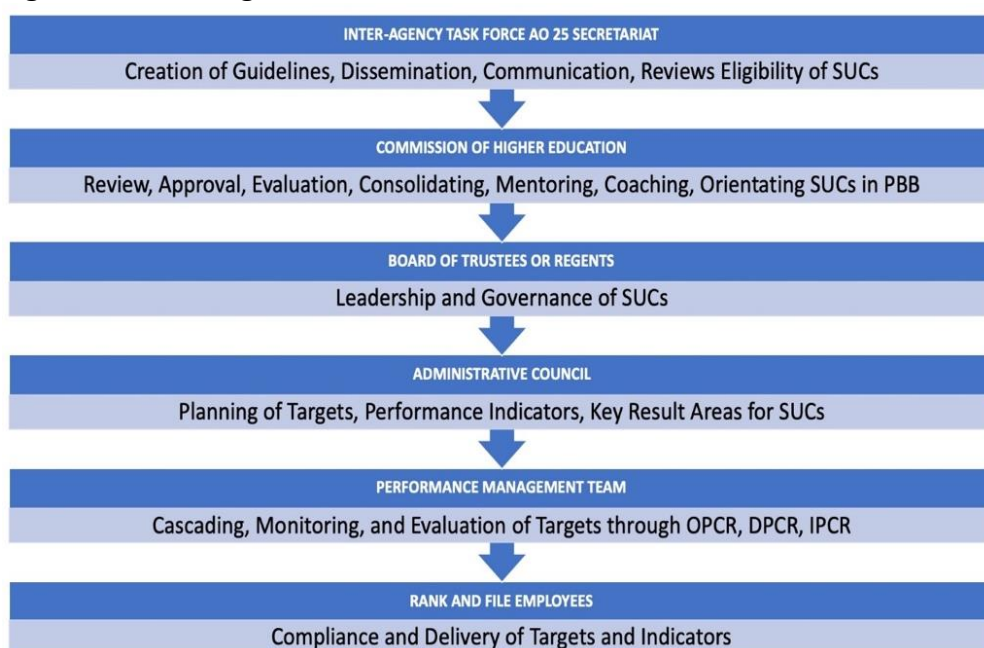 INTER-AGENCY TASK FORCE AO 25 SECRETARIAT
Creation of Guidelines, Dissemination, Communication, Reviews Eligibility of SUCs
COMMISSION OF HIGHER EDUCATION
Review, Approval, Evaluation, Consolidating, Mentoring, Coaching, Orientating SUCs in PBB
BOARD OF TRUSTEES OR REGENTS
Leadership and Governance of SUCs
ADMINISTRATIVE COUNCIL
Planning of Targets, Performance Indicators, Key Result Areas for SUCs
PERFORMANCE MANAGEMENT TEAM
Cascading, Monitoring, and Evaluation of Targets through OPCR, DPCR, IPCR
RANK AND FILE EMPLOYEES
Compliance and Delivery of Targets and Indicators